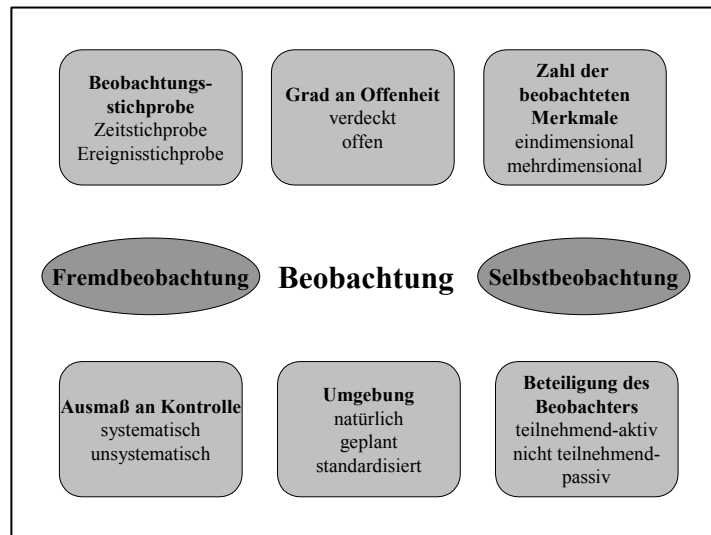 Beobachtungs-
stichprobe
Zeitstichprobe
Ereignisstichprobe
Grad an Offenheit
verdeckt
offen
Zahl der
beobachteten
Merkmale
eindimensional
mehrdimensional
Fremdbeobachtung
Beobachtung
Selbstbeobachtung
Ausmaß an Kontrolle
systematisch
unsystematisch
Umgebung
natürlich
geplant
standardisiert
Beteiligung des
Beobachters
teilnehmend-aktiv
nicht teilnehmend-
passiv